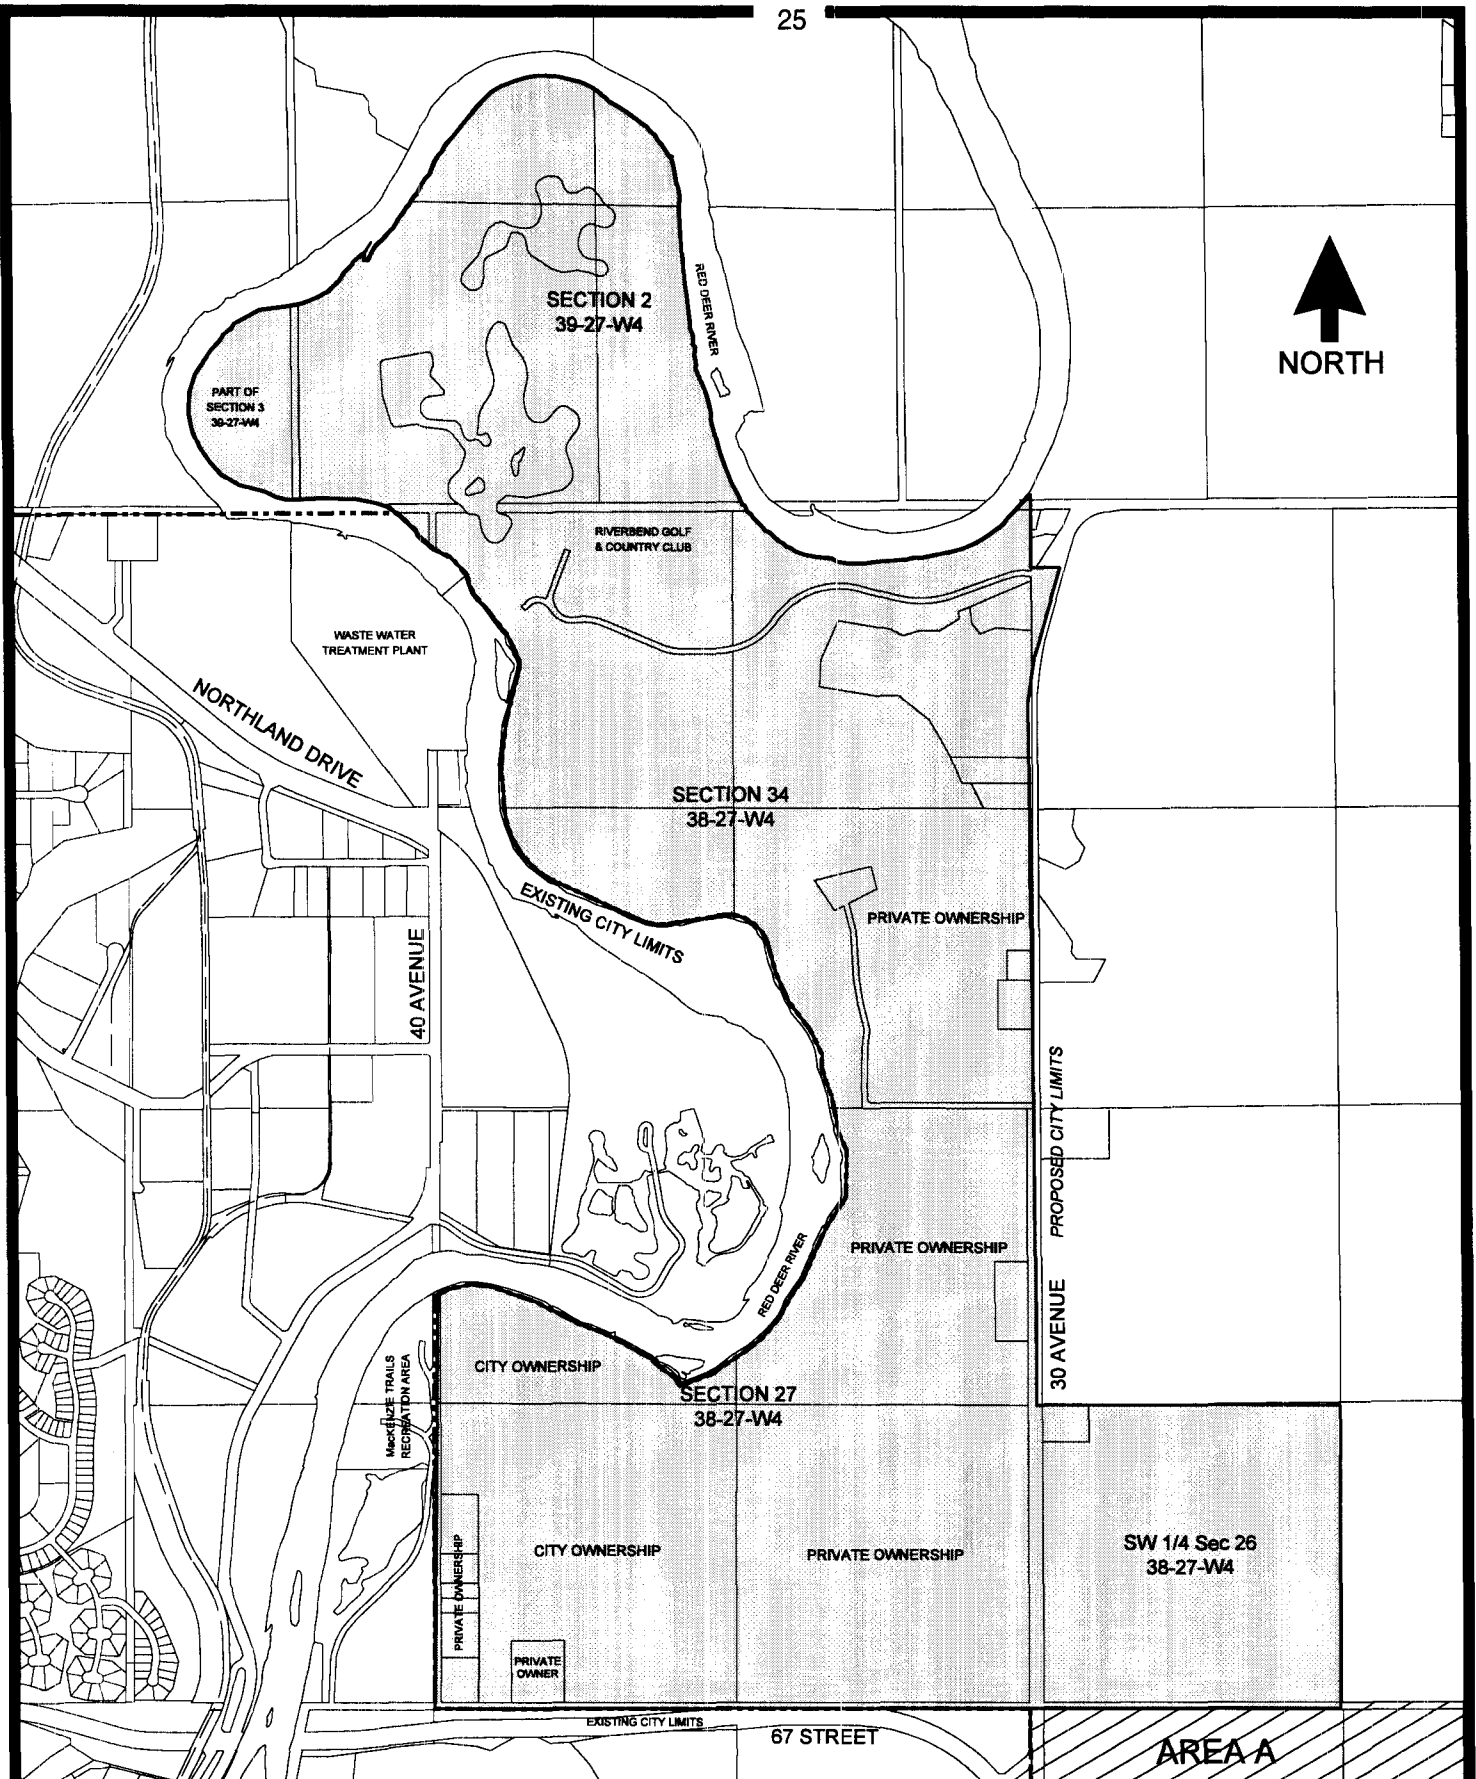 25
NORTH
RED DEER RIVER
SECTION 2
39-27-W4
PART OF
SECTION 3
39-27-W4
RIVERBEND GOLF
& COUNTRY CLUB
WASTE WATER
TREATMENT PLANT
NORTHLAND DRIVE
SECTION 34
38-27-W4
EXISTING CITY LIMITS
PRIVATE OWNERSHIP
40 AVENUE
PROPOSED CITY LIMITS
RED DEER RIVER
PRIVATE OWNERSHIP
30 AVENUE
CITY OWNERSHIP
MacKENZIE TRAILS
RECREATION AREA
SECTION 27
38-27-W4
CITY OWNERSHIP
PRIVATE OWNERSHIP
SW 1/4 Sec 26
38-27-W4
PRIVATE OWNERSHIP
PRIVATE
OWNER
EXISTING CITY LIMITS
67 STREET
AREA A